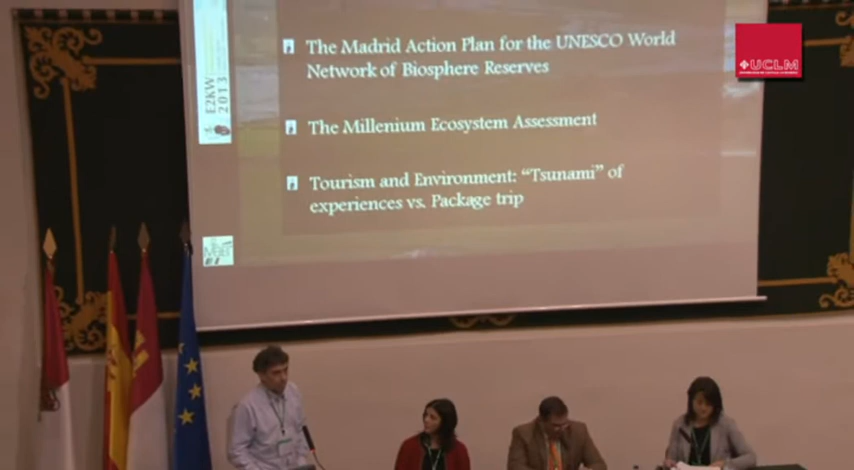 The Madrid Action Plan for the UNESCO World
Network of Biosphere Reserves
The Millenium Ecosystem Assessment
Tourism and Environment: “Tsunami” of
experiences vs. Package trip
E2KW
2013
UCLM